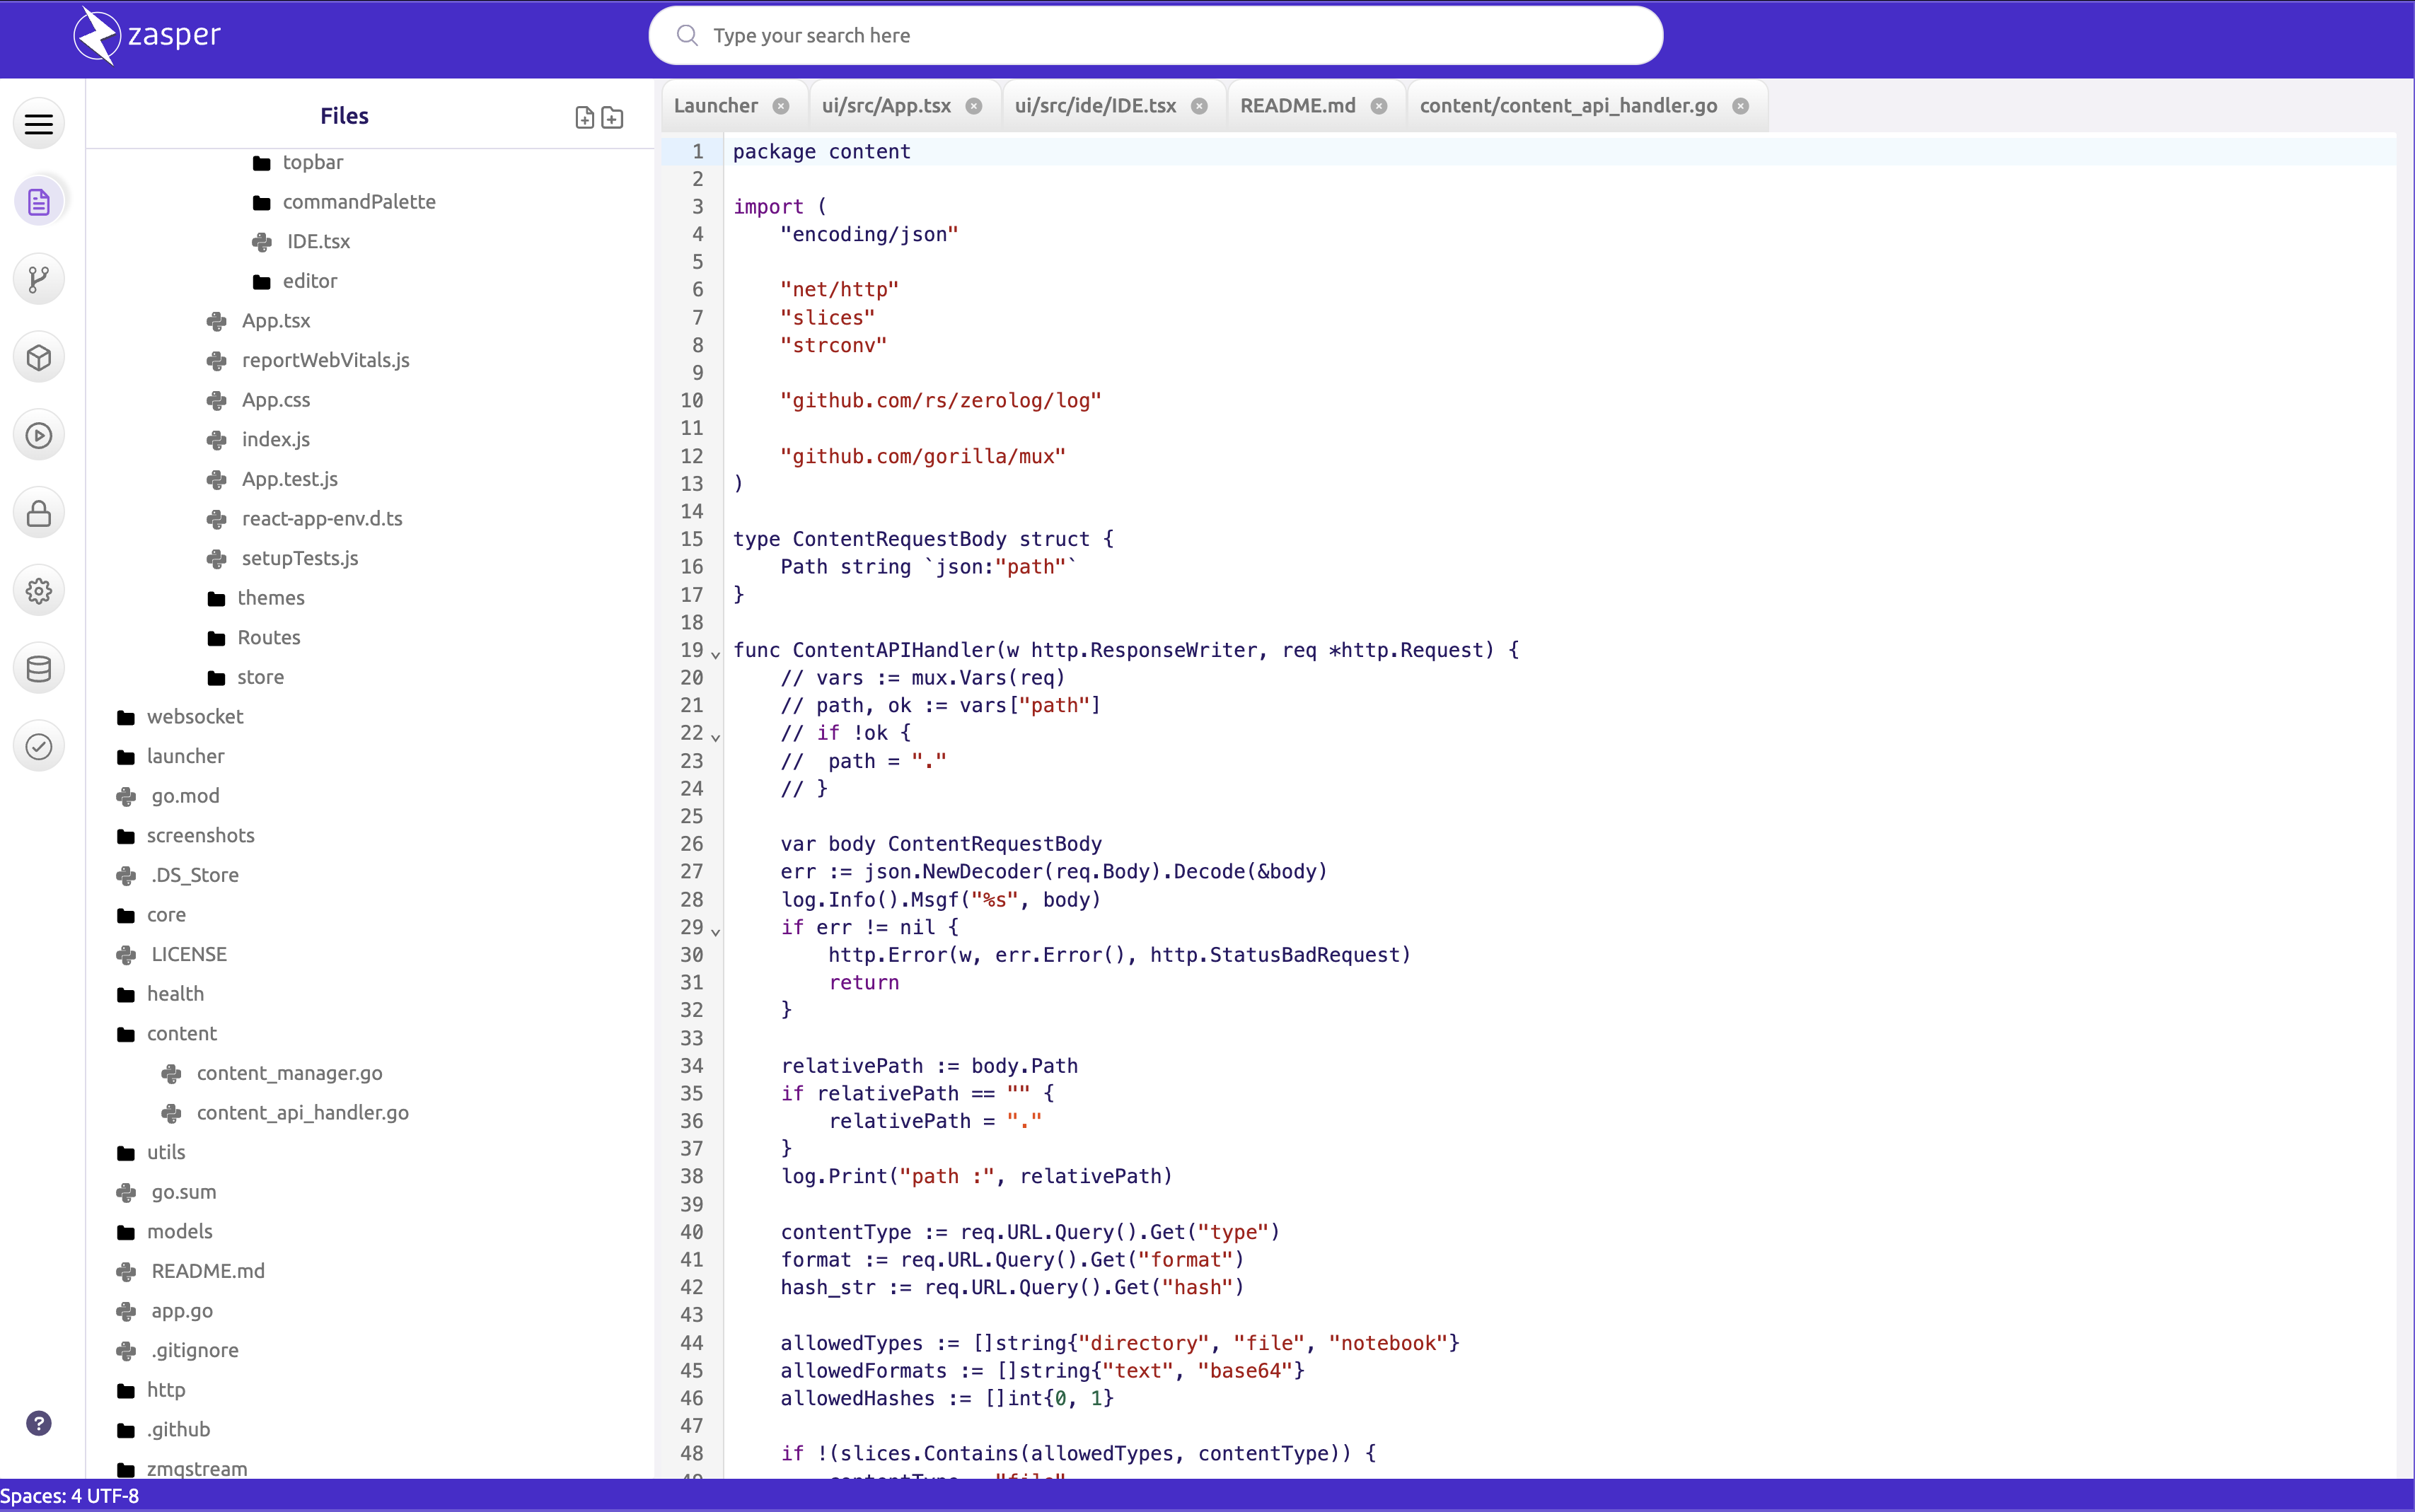 zasper
Type your search here
Files
topbar
commandPalette
IDE.tsx
editor
App.tsx
reportWebVitals.js
App.css
index.js
App.test.js
react-app-env.d.ts
setupTests.js
themes
Routes
store
websocket
launcher
go.mod
screenshots
.DS_Store
core
LICENSE
health
content
content_manager.go
content_api_handler.go
utils
go.sum
models
README.md
app.go
.gitignore
http
.github
zmqstream
Launcher ui/src/App.tsx ui/src/ide/IDE.tsx README.md content/content_api_handler.go
1 package content
2
3 import (
4     "encoding/json"
5
6     "net/http"
7     "slices"
8     "strconv"
9
10     "github.com/rs/zerolog/log"
11
12     "github.com/gorilla/mux"
13 )
14
15 type ContentRequestBody struct {
16     Path string `json:"path"`
17 }
18
19 func ContentAPIHandler(w http.ResponseWriter, req *http.Request) {
20     // vars := mux.Vars(req)
21     // path, ok := vars["path"]
22     // if !ok {
23     //  path = "."
24     // }
25
26     var body ContentRequestBody
27     err := json.NewDecoder(req.Body).Decode(&body)
28     log.Info().Msgf("%s", body)
29     if err != nil {
30         http.Error(w, err.Error(), http.StatusBadRequest)
31         return
32     }
33
34     relativePath := body.Path
35     if relativePath == "" {
36         relativePath = "."
37     }
38     log.Print("path :", relativePath)
39
40     contentType := req.URL.Query().Get("type")
41     format := req.URL.Query().Get("format")
42     hash_str := req.URL.Query().Get("hash")
43
44     allowedTypes := []string{"directory", "file", "notebook"}
45     allowedFormats := []string{"text", "base64"}
46     allowedHashes := []int{0, 1}
47
48     if !(slices.Contains(allowedTypes, contentType)) {
49         contentType = "file"
?
Spaces: 4 UTF-8